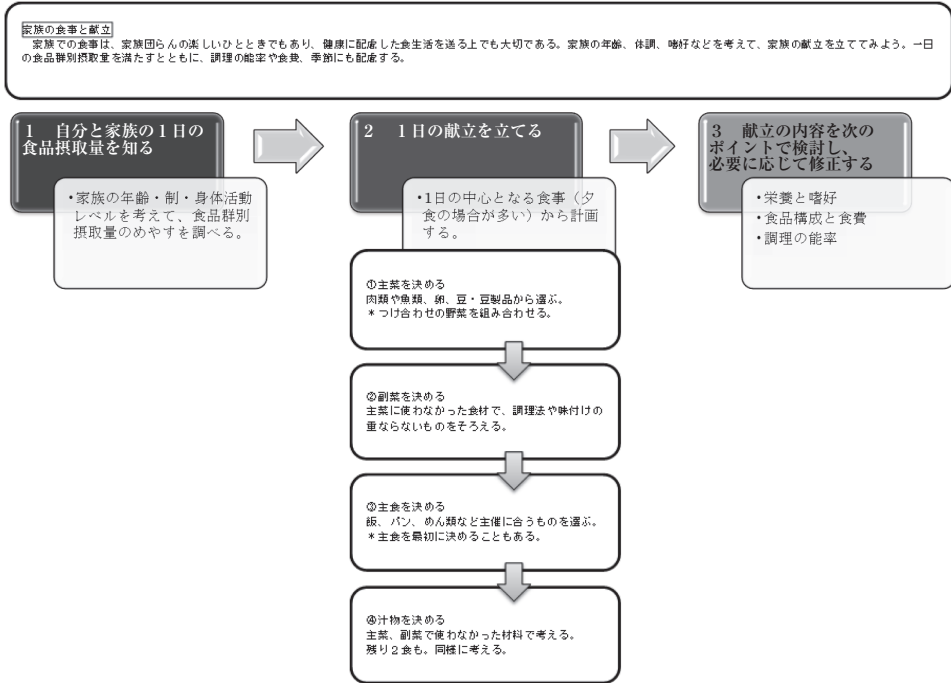 家族の食事と献立
家族での食事は、家族団らんの楽しいひとときでもあり、健康に配慮した食生活を送る上でも大切である。家族の年齢、体調、嗜好などを考えて、家族の献立を立ててみよう。一日
の食品群別摂取量を満たすとともに、調理の能率や食費、季節にも配慮する。
1 自分と家族の1日の
食品摂取量を知る
・家族の年齢・制・身体活動
レベルを考えて、食品群別
摂取量のめやすを調べる。
2 1日の献立を立てる
・1日の中心となる食事（夕
食の場合が多い）から計画
する。
①主菜を決める
肉類や魚類、卵、豆・豆製品から選ぶ。
＊つけ合わせの野菜を組み合わせる。
②副菜を決める
主菜に使わなかった食材で、調理法や味付けの
重ならないものをそろえる。
③主食を決める
飯、パン、めん類など主催に合うものを選ぶ。
＊主食を最初に決めることもある。
④汁物を決める
主菜、副菜で使わなかった材料で考える。
残り2食も。同様に考える。
3 献立の内容を次の
ポイントで検討し、
必要に応じて修正する
・栄養と嗜好
・食品構成と食費
・調理の能率